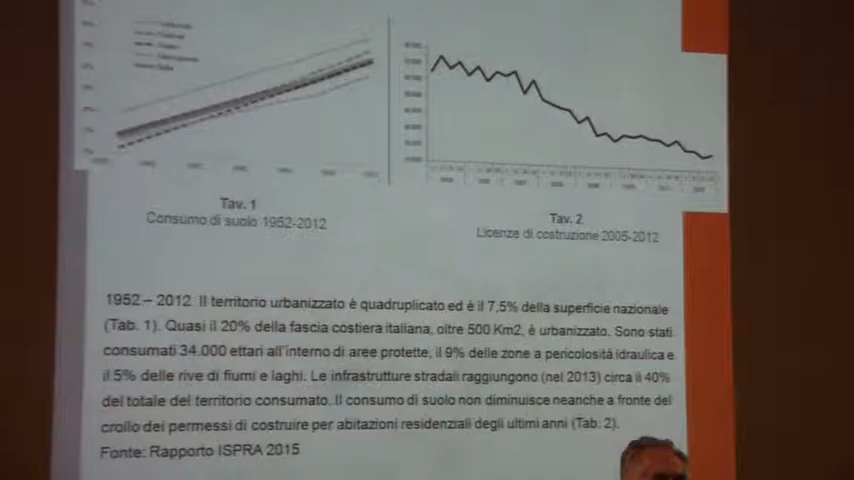 Tav. 1
Consumo di suolo 1952-2012
Tav. 2
Licenze di costruzione 2005-2012
1952 – 2012 Il territorio urbanizzato è quadruplicato ed è il 7,5% della superficie nazionale
(Tab. 1). Quasi il 20% della fascia costiera italiana, oltre 500 Km2, è urbanizzato. Sono stati
consumati 34.000 ettari all'interno di aree protette, il 9% delle zone a pericolosità idraulica e
il 5% delle rive di fiumi e laghi. Le infrastrutture stradali raggiungono (nel 2013) circa il 40%
del totale del territorio consumato. Il consumo di suolo non diminuisce neanche a fronte del
crollo dei permessi di costruire per abitazioni residenziali degli ultimi anni (Tab. 2).
Fonte: Rapporto ISPRA 2015